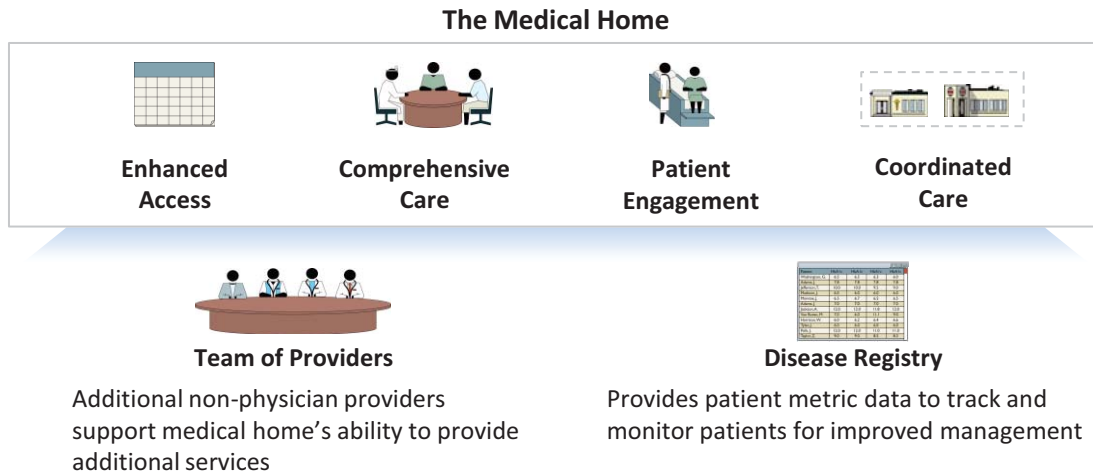 The Medical Home
Enhanced
Access
Comprehensive
Care
Patient
Engagement
Coordinated
Care
Team of Providers
Additional non-physician providers
support medical home’s ability to provide
additional services
Disease Registry
Provides patient metric data to track and
monitor patients for improved management